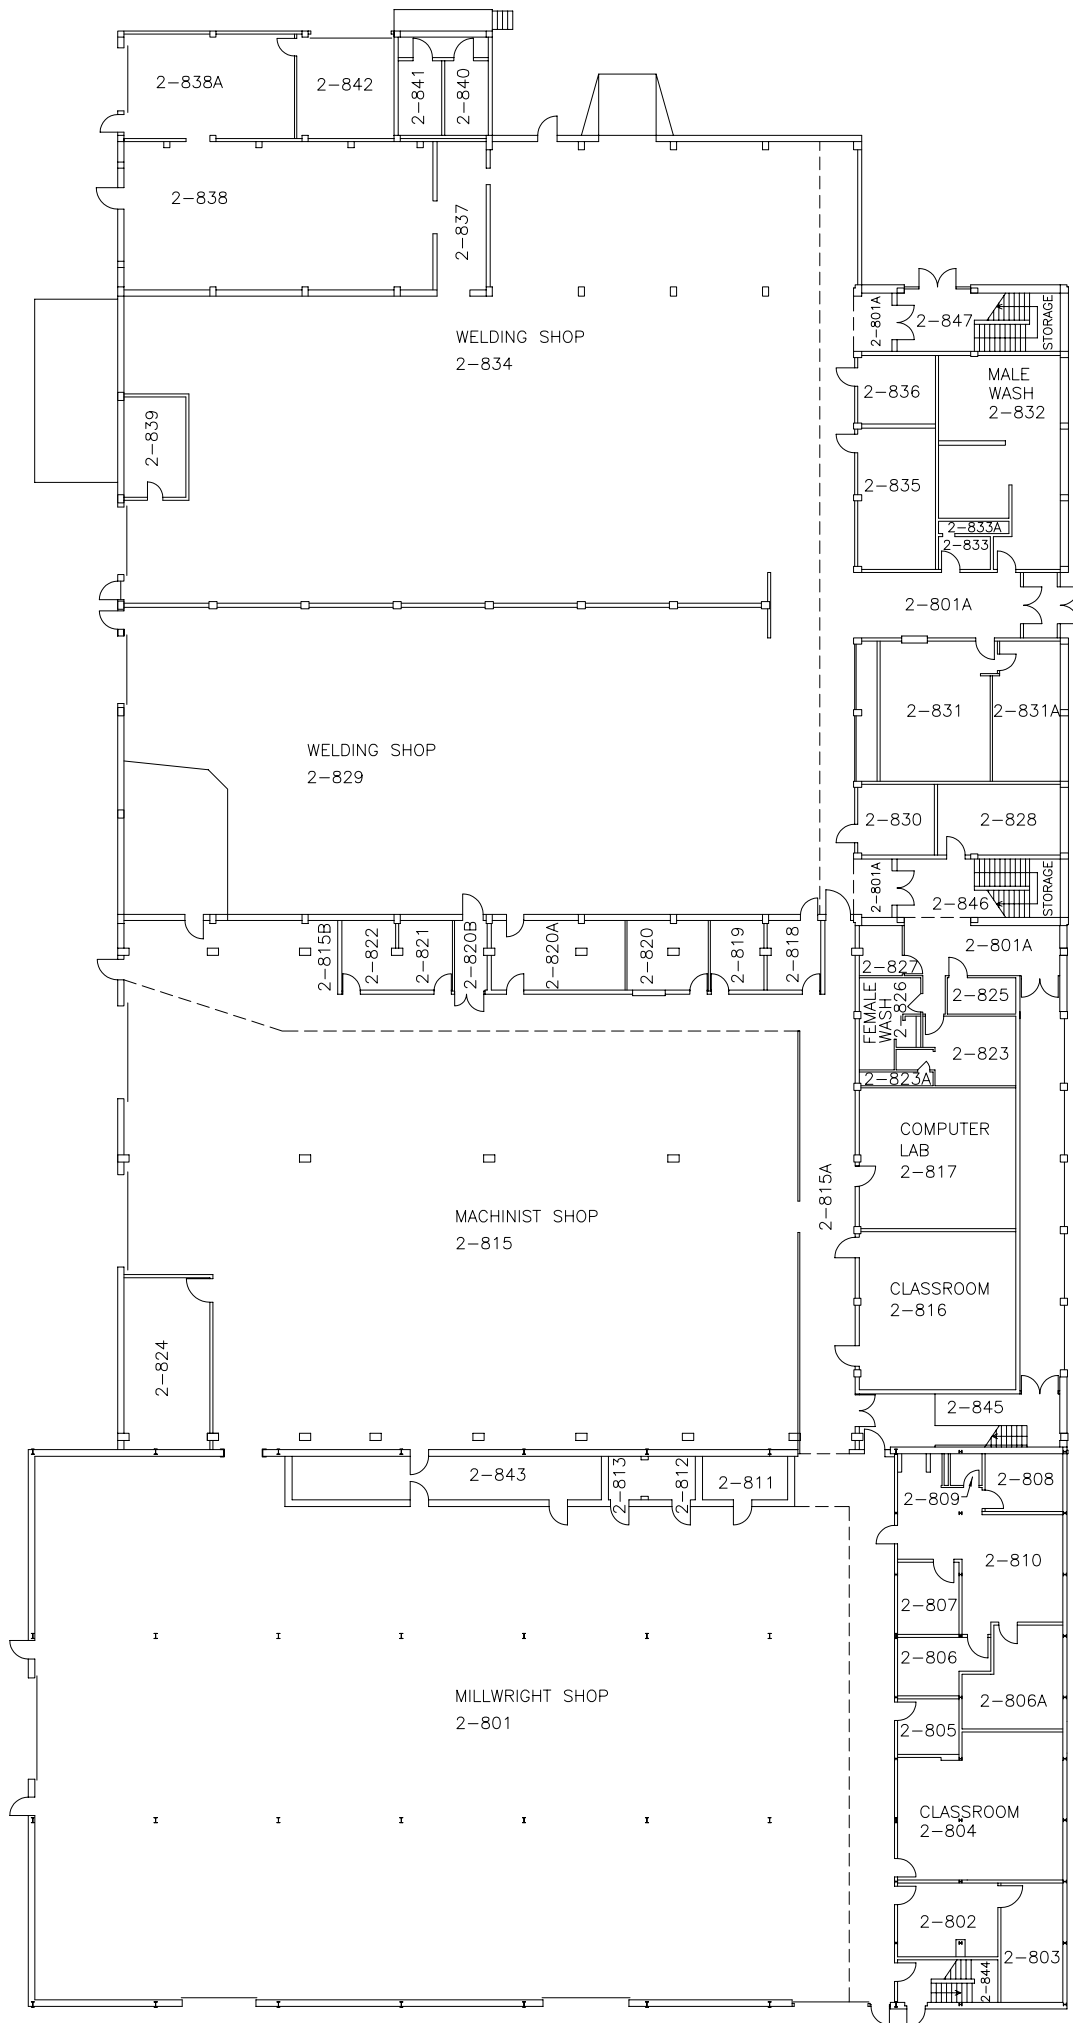 2-838A
2-842
2-841
2-840
2-838
2-837
WELDING SHOP
2-834
2-801A
2-847
STORAGE
2-836
MALE
WASH
2-832
2-839
2-835
2-833A
2-833
2-801A
2-831
2-831A
WELDING SHOP
2-829
2-830
2-828
2-801A
2-846
STORAGE
2-801A
2-815B
2-822
2-821
2-820B
2-820A
2-820
2-819
2-818
2-827
2-826
2-825
FEMALE
WASH
2-823
2-823A
COMPUTER
LAB
2-817
2-815A
MACHINIST SHOP
2-815
CLASSROOM
2-816
2-824
2-845
2-843
2-813
2-812
2-811
2-809
2-808
2-810
2-807
2-806
2-806A
MILLWRIGHT SHOP
2-801
2-805
CLASSROOM
2-804
2-802
2-803
2-844